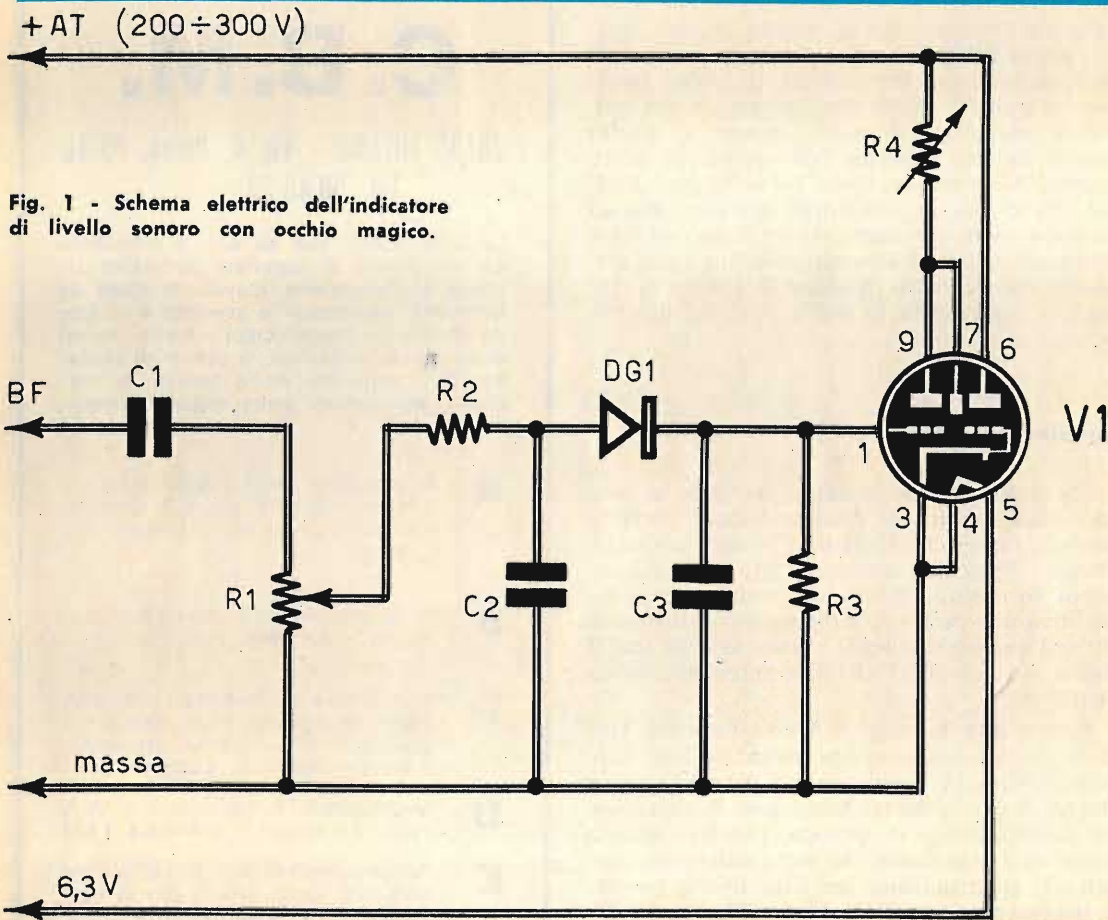 + AT (200÷300 V)
R4
Fig. 1 - Schema elettrico dell'indicatore
di livello sonoro con occhio magico.
9
7
6
BF
C1
R2
DG1
1
V1
3
4
5
R1
C2
C3
R3
massa
6,3 V